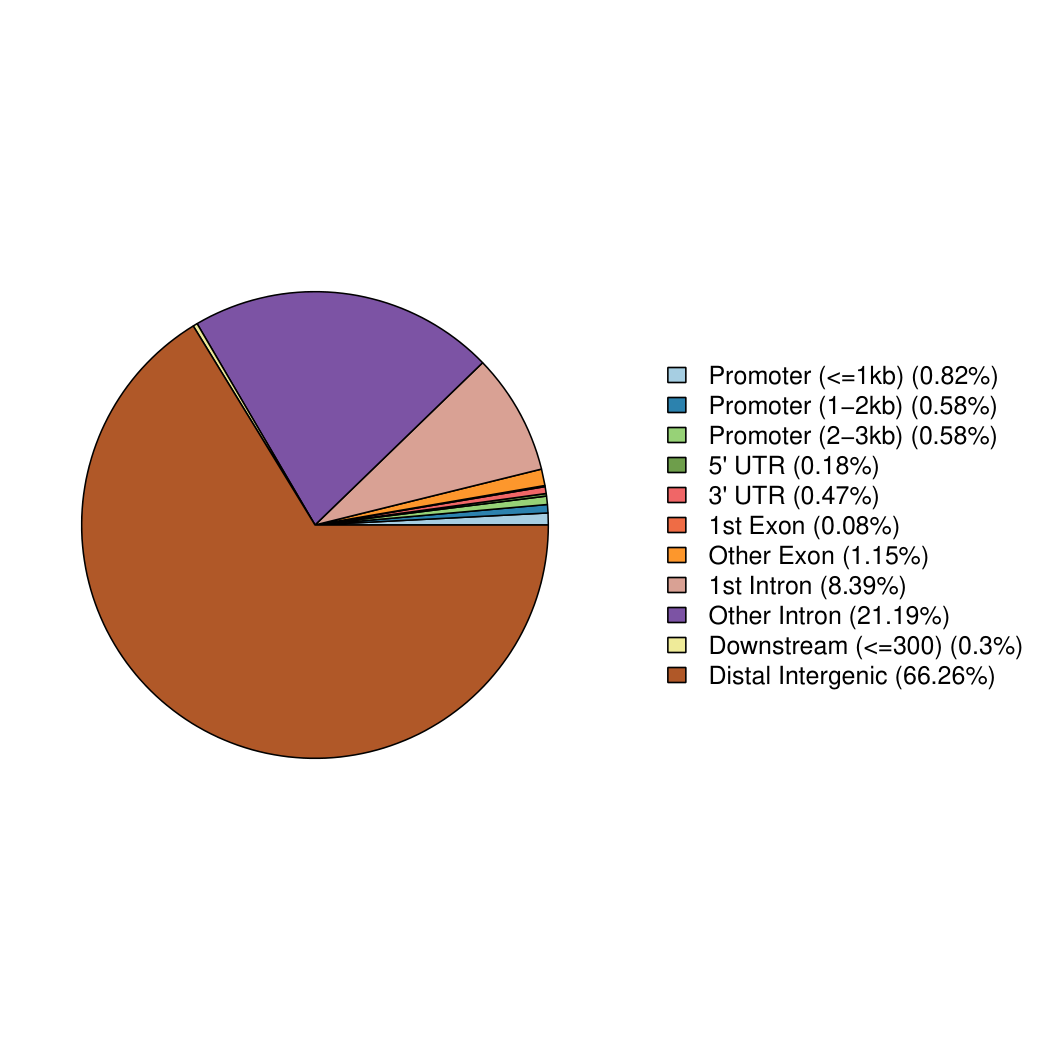 Promoter (<=1kb) (0.82%)
Promoter (1−2kb) (0.58%)
Promoter (2−3kb) (0.58%)
5' UTR (0.18%)
3' UTR (0.47%)
1st Exon (0.08%)
Other Exon (1.15%)
1st Intron (8.39%)
Other Intron (21.19%)
Downstream (<=300) (0.3%)
Distal Intergenic (66.26%)